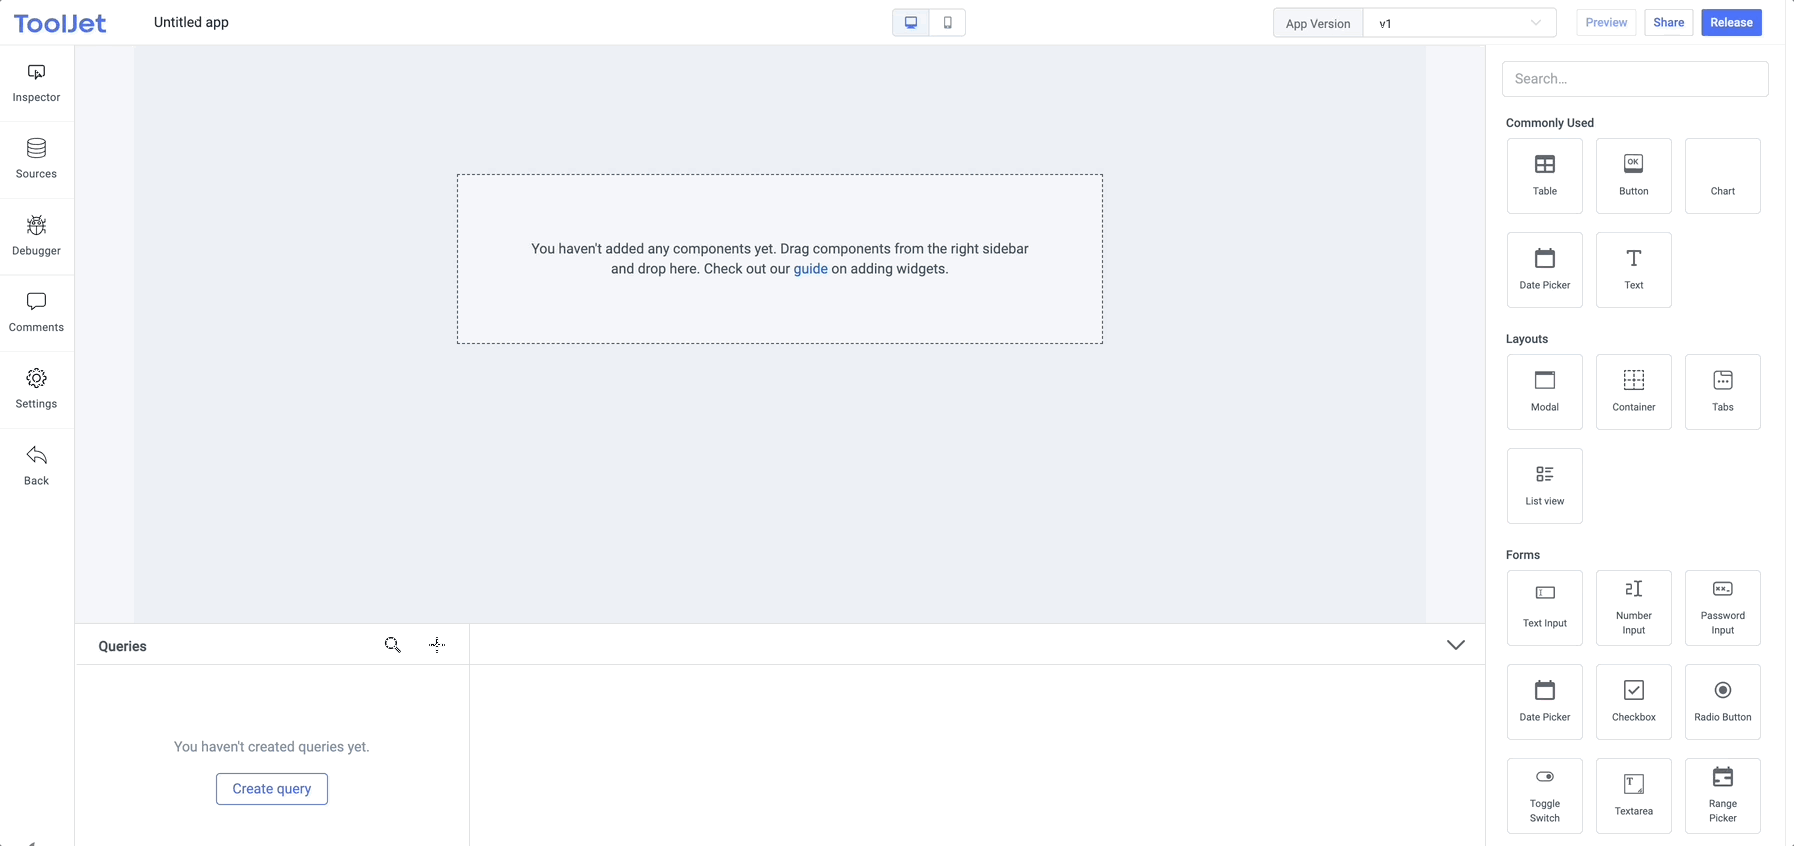 ToolJet
Untitled app
App Version
v1
Preview
Share
Release
Inspector
Sources
Debugger
Comments
Settings
Back
You haven't added any components yet. Drag components from the right sidebar
and drop here. Check out our guide on adding widgets.
Queries
You haven't created queries yet.
Create query
Search...
Commonly Used
Table
OK
Button
Chart
Date Picker
T
Text
Layouts
Modal
Container
Tabs
List view
Forms
Text Input
Number
Input
Password
Input
Date Picker
Checkbox
Radio Button
Toggle
Switch
T
Textarea
Range
Picker